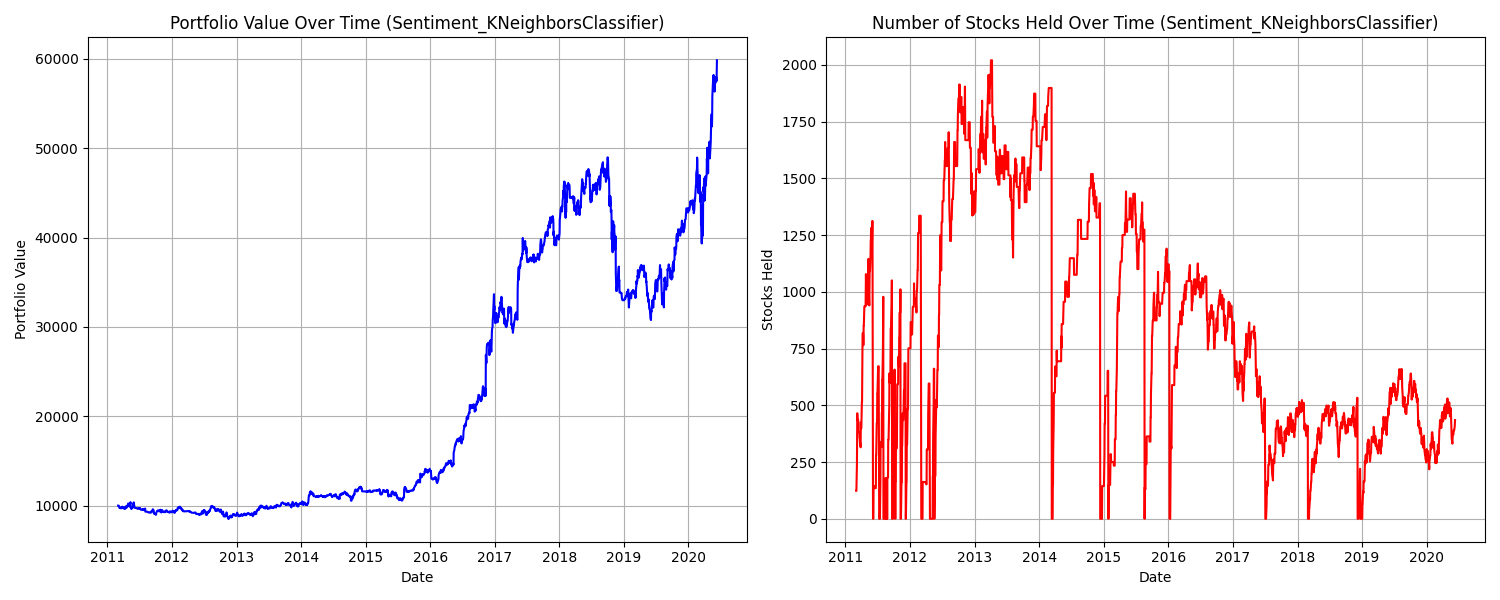 Portfolio Value Over Time (Sentiment_KNeighborsClassifier)
Portfolio Value
60000
50000
40000
30000
20000
10000
2011 2012 2013 2014 2015 2016 2017 2018 2019 2020
Date
Number of Stocks Held Over Time (Sentiment_KNeighborsClassifier)
Stocks Held
2000
1750
1500
1250
1000
750
500
250
0
2011 2012 2013 2014 2015 2016 2017 2018 2019 2020
Date